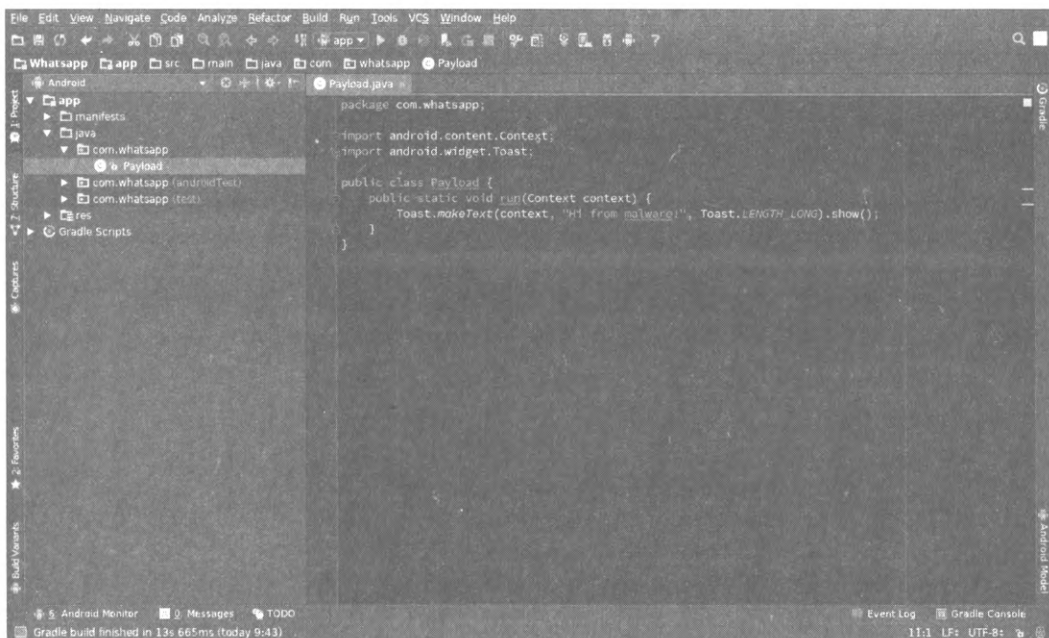 File Edit View Navigate Code Analyze Refactor Build Run Tools VCS Window Help
app
Whatsapp app src main java com whatsapp Payload
Android
Payload.java
1: Project
app
manifests
java
com.whatsapp
Payload
com.whatsapp (androidTest)
com.whatsapp (test)
res
Gradle Scripts
Z: Structure
Captures
2: Favorites
Build Variants
package com.whatsapp;
import android.content.Context;
import android.widget.Toast;
public class Payload {
public static void run(Context context) {
Toast.makeText(context, "Hi from malware!", Toast.LENGTH_LONG).show();
}
}
Gradle
Android Model
6: Android Monitor 0: Messages TODO
Event Log Gradle Console
Gradle build finished in 13s 665ms (today 9:43)
11:1 LF: UTF-8: